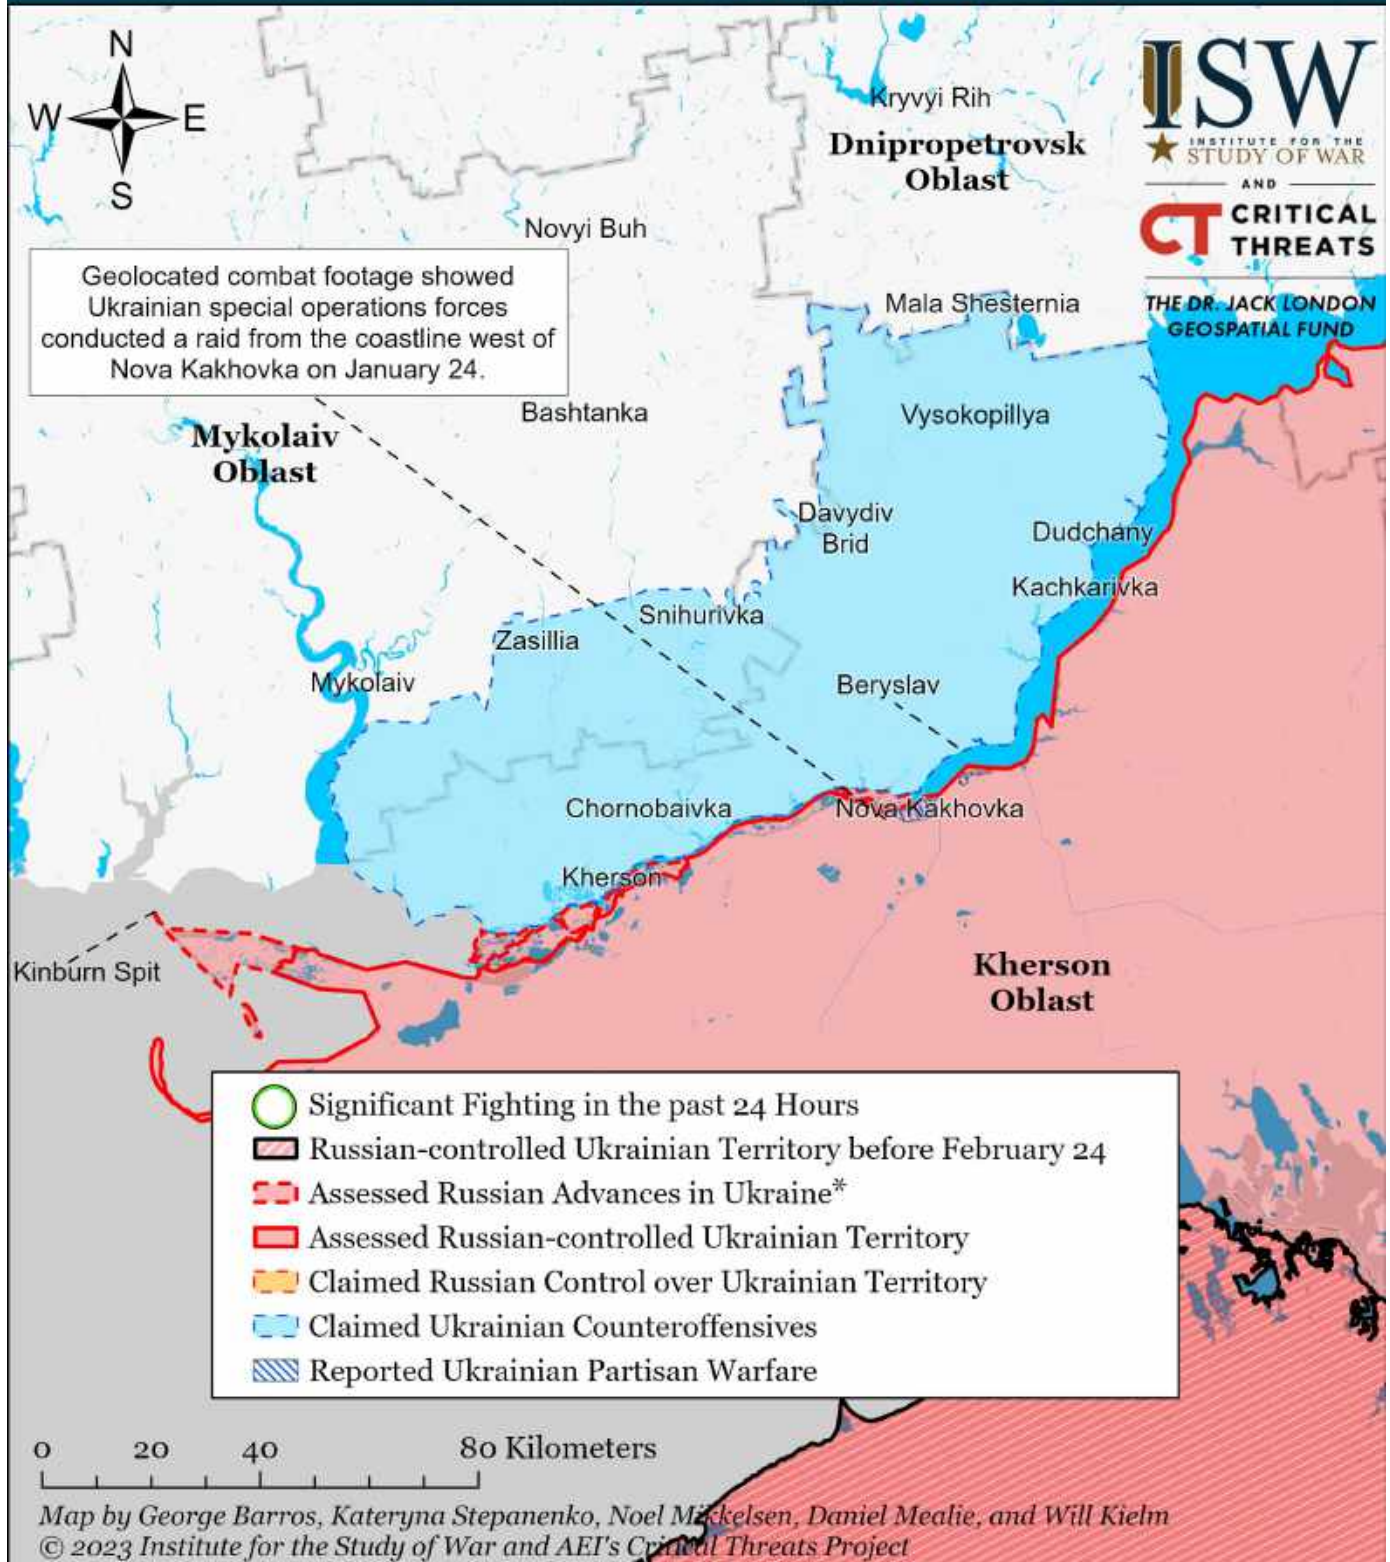 N
W E
S
Kryvyi Rih
Dnipropetrovsk
Oblast
ISW
INSTITUTE FOR THE
STUDY OF WAR
AND
CT CRITICAL
THREATS
THE DR. JACK LONDON
GEOSPATIAL FUND
Novyi Buh
Geolocated combat footage showed
Ukrainian special operations forces
conducted a raid from the coastline west of
Nova Kakhovka on January 24.
Mala Shesternia
Bashtanka
Vysokopillya
Mykolaiv
Oblast
Davydiv
Brid
Dudchany
Kachkarivka
Snihurivka
Zasillia
Mykolaiv
Beryslav
Chornobaivka
Nova Kakhovka
Kherson
Kinburn Spit
Kherson
Oblast
Significant Fighting in the past 24 Hours
Russian-controlled Ukrainian Territory before February 24
Assessed Russian Advances in Ukraine*
Assessed Russian-controlled Ukrainian Territory
Claimed Russian Control over Ukrainian Territory
Claimed Ukrainian Counteroffensives
Reported Ukrainian Partisan Warfare
0 20 40 80 Kilometers
Map by George Barros, Kateryna Stepanenko, Noel Mikkelsen, Daniel Mealie, and Will Kielm
© 2023 Institute for the Study of War and AEI's Critical Threats Project